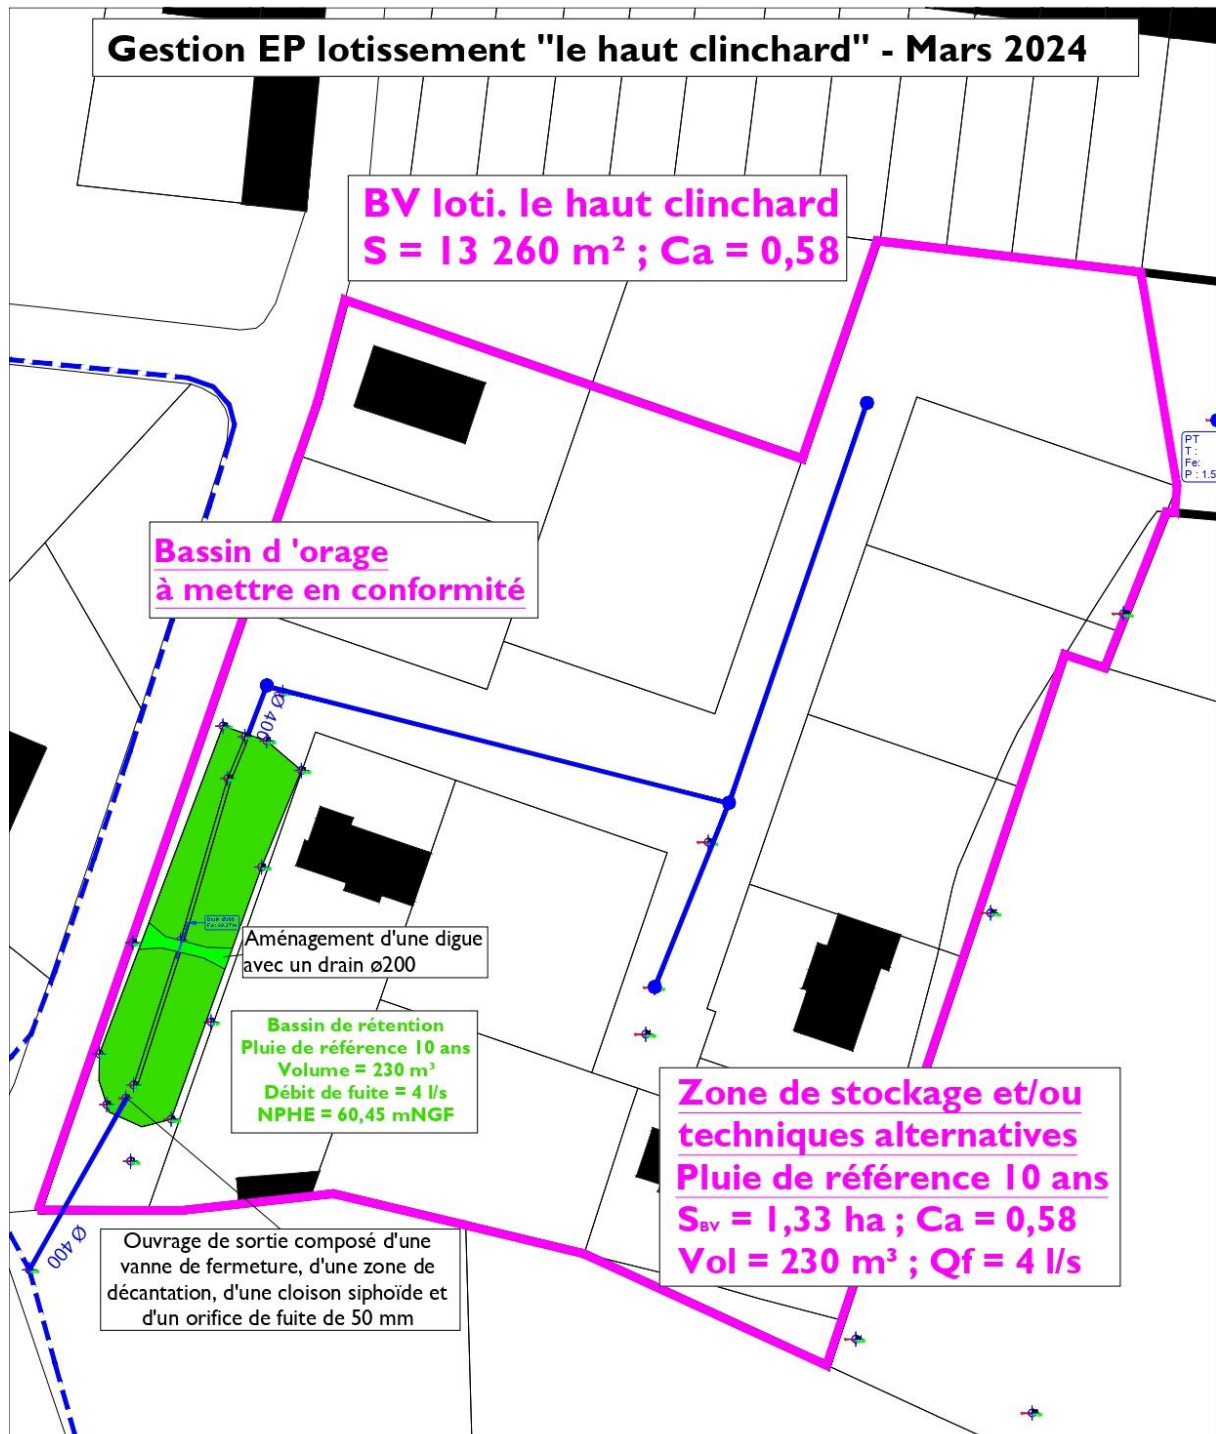 Gestion EP lotissement "le haut clinchard" - Mars 2024
BV loti. le haut clinchard
S = 13 260 m² ; Ca = 0,58
PT
T :
Fe:
P : 1.5
Bassin d 'orage
à mettre en conformité
Ø 400
Aménagement d'une digue
avec un drain ø200
Bassin de rétention
Pluie de référence 10 ans
Volume = 230 m³
Débit de fuite = 4 l/s
NPHE = 60,45 mNGF
Zone de stockage et/ou
techniques alternatives
Pluie de référence 10 ans
SBV = 1,33 ha ; Ca = 0,58
Vol = 230 m³ ; Qf = 4 l/s
Ø 400
Ouvrage de sortie composé d'une
vanne de fermeture, d'une zone de
décantation, d'une cloison siphoïde et
d'un orifice de fuite de 50 mm